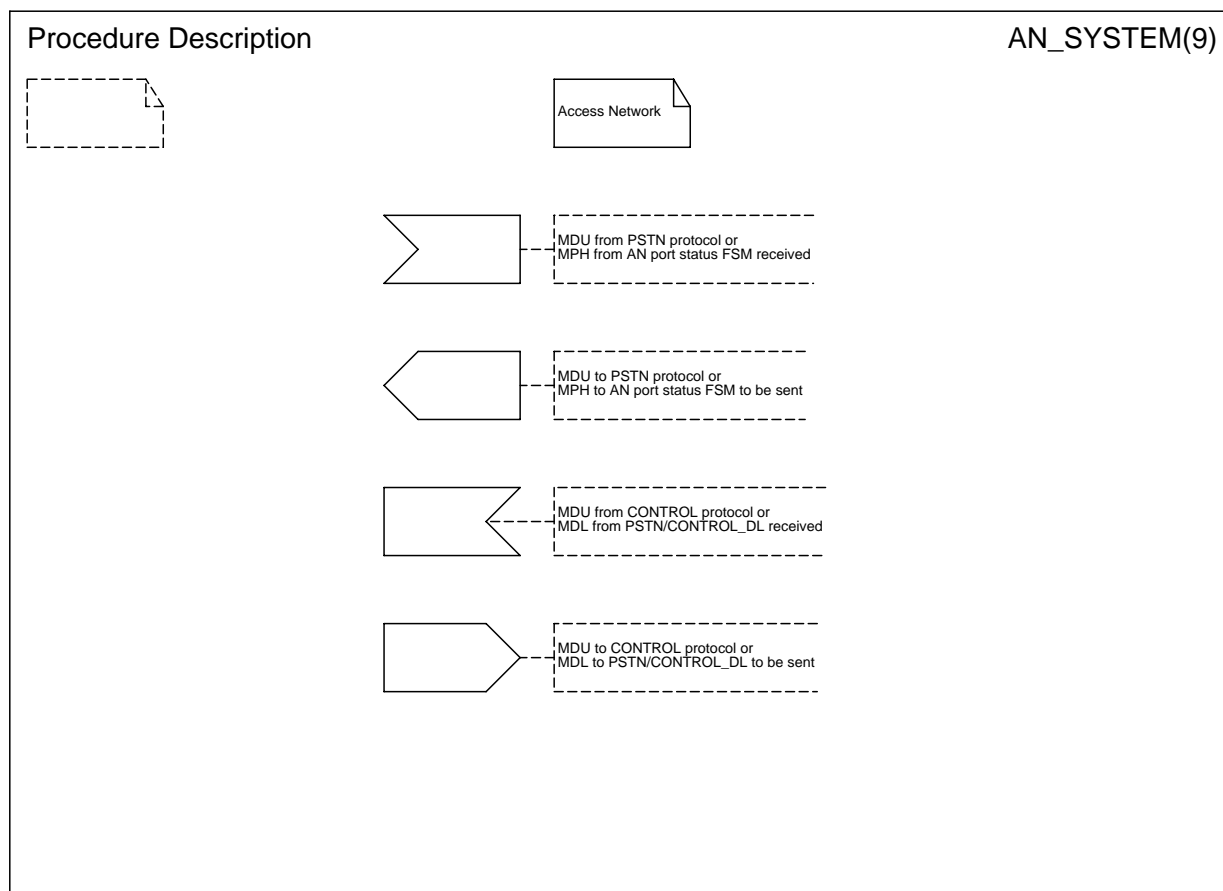 Procedure Description
AN_SYSTEM(9)
Access Network
MDU from PSTN protocol or
MPH from AN port status FSM received
MDU to PSTN protocol or
MPH to AN port status FSM to be sent
MDU from CONTROL protocol or
MDL from PSTN/CONTROL_DL received
MDU to CONTROL protocol or
MDL to PSTN/CONTROL_DL to be sent